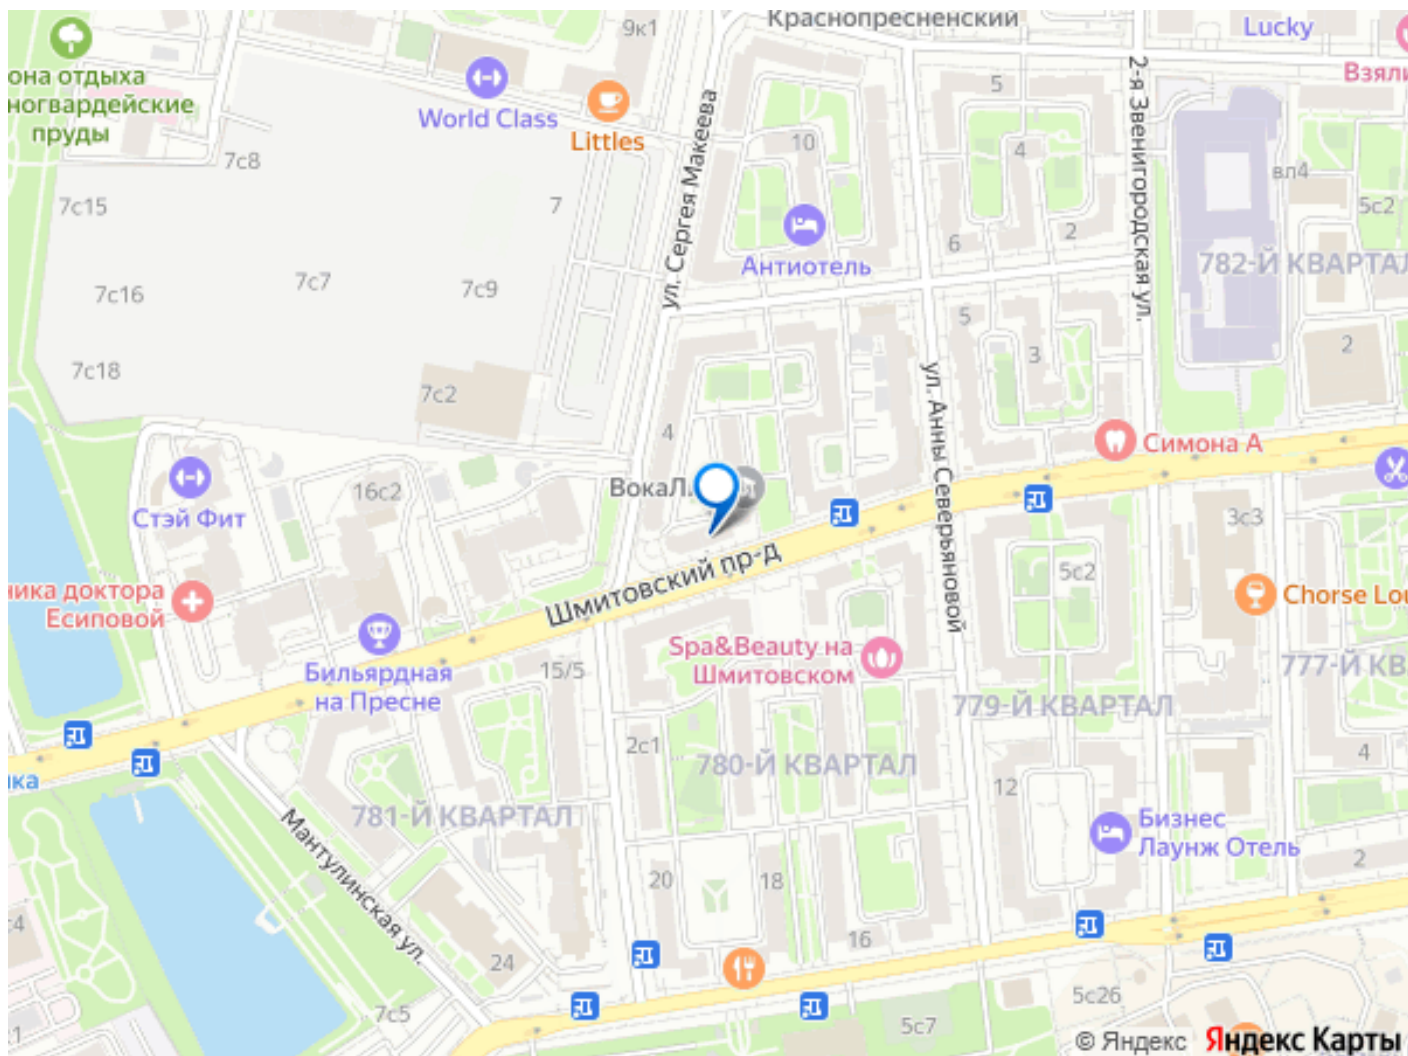 9к1
Краснопресненский
Lucky
она отдыха
ногвардейские
пруды
World Class
Littles
Взяли
7с8
7с15
7
7с7
7с16
7с9
7с18
7с2
ул. Сергея Макеева
10
5
4
6
2
Антиотель
2-я Звенигородская ул.
вл4
5с2
782-Й КВАРТАЛ
5
3
2
4
ул. Анны Северьяновой
Симона А
16с2
Стэй Фит
3с3
5с2
Шмитовский пр-д
ника доктора
Есиповой
Chorse Lou
Бильярдная
на Пресне
15/5
Spa&Beauty на
Шмитовском
777-Й КВ
779-Й КВАРТАЛ
2с1
780-Й КВАРТАЛ
4
781-Й КВАРТАЛ
12
Мантулинская ул.
Бизнес
Лаунж Отель
2
20
18
16
24
7с5
5с26
5с7
© Яндекс Яндекс Карты